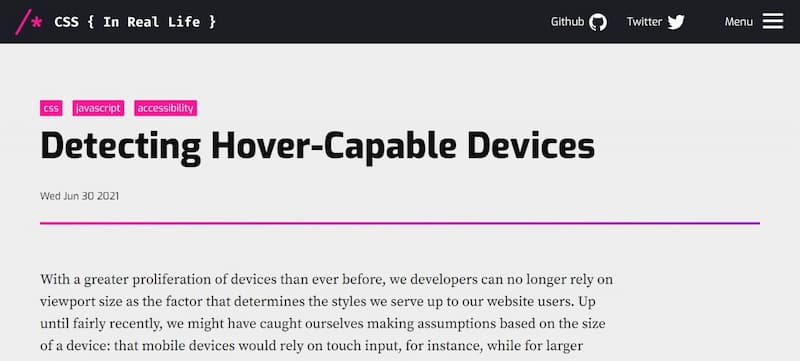 /* CSS { In Real Life } Github Twitter Menu
css javascript accessibility
Detecting Hover-Capable Devices
Wed Jun 30 2021
With a greater proliferation of devices than ever before, we developers can no longer rely on
viewport size as the factor that determines the styles we serve up to our website users. Up
until fairly recently, we might have caught ourselves making assumptions based on the size
of a device: that mobile devices would rely on touch input, for instance, while for larger